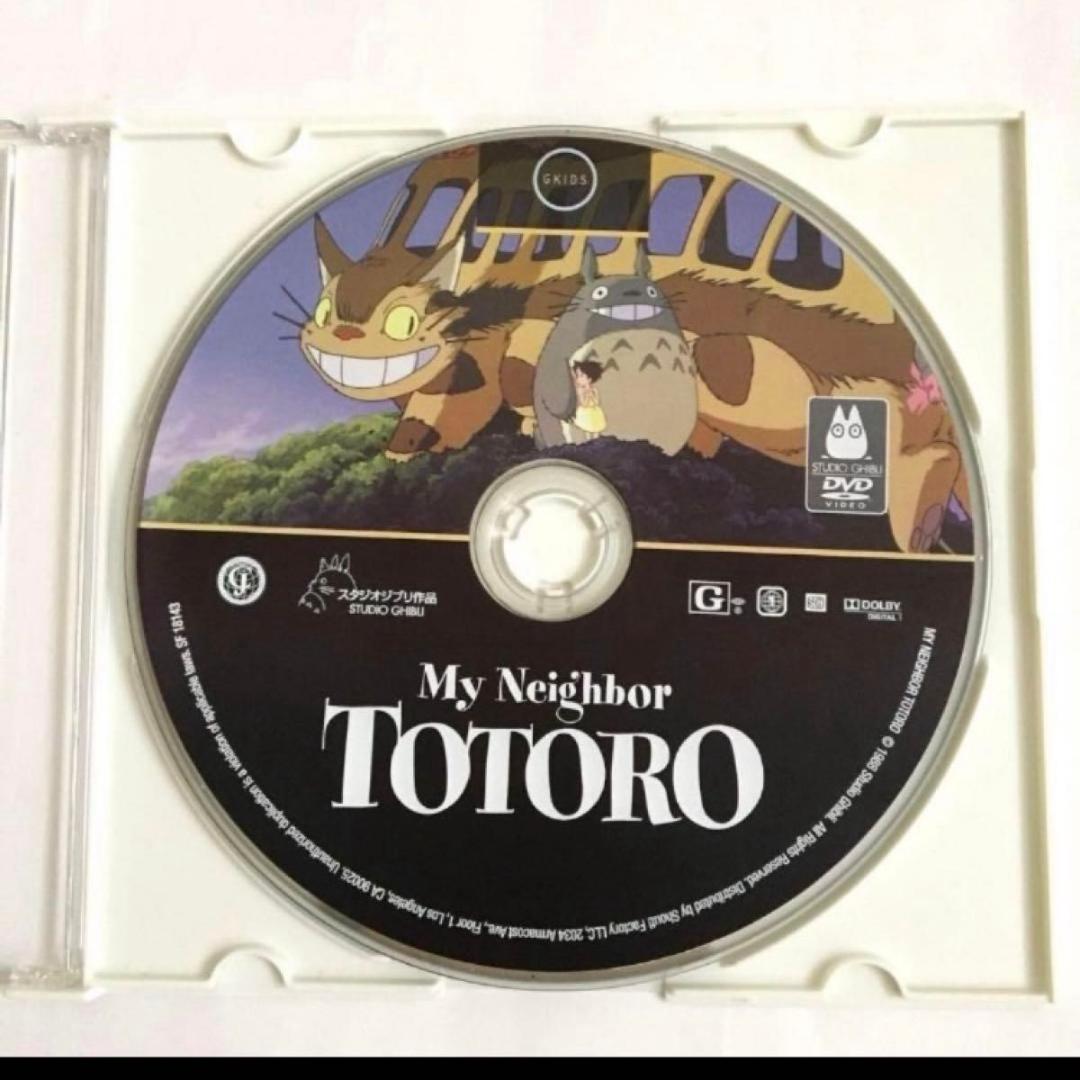 GKIDS
STUDIO GHIBLI
DVD
VIDEO
スタジオジブリ作品
STUDIO GHIBLI
G
DOLBY
DIGITAL
My Neighbor
TOTORO
MY NEIGHBOR TOTORO © 1988 Studio Ghibli. All Rights Reserved. Distributed by Shout! Factory LLC, 2034 Armacost Ave., Floor 1, Los Angeles, CA 90025. Unauthorized duplication is a violation of applicable laws. SF 18143